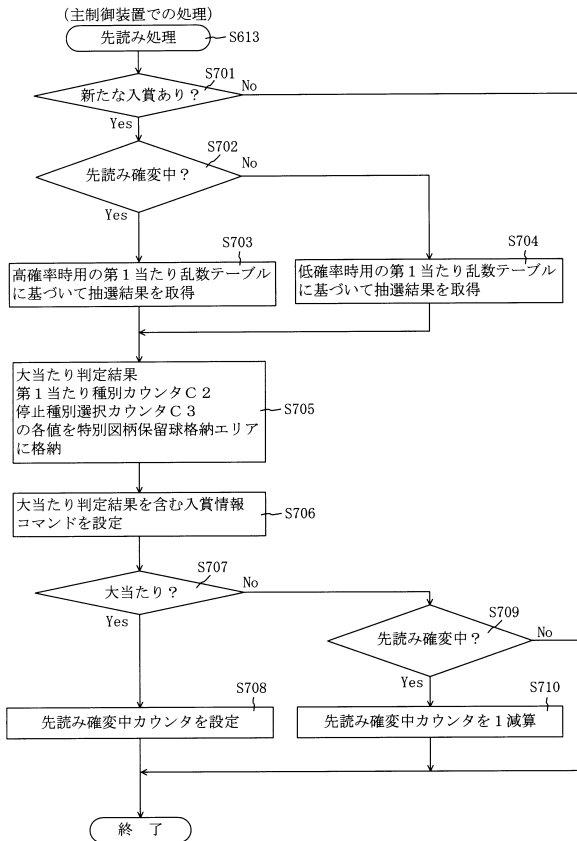 (主制御装置での処理)
先読み処理
S613
S701
新たな入賞あり？
No
Yes
S702
先読み確変中？
No
Yes
S703
高確率時用の第１当たり乱数テーブル
に基づいて抽選結果を取得
S704
低確率時用の第１当たり乱数テーブル
に基づいて抽選結果を取得
大当たり判定結果
第１当たり種別カウンタＣ２
停止種別選択カウンタＣ３
の各値を特別図柄保留球格納エリア
に格納
S705
大当たり判定結果を含む入賞情報
コマンドを設定
S706
S707
大当たり？
No
Yes
S709
先読み確変中？
No
Yes
S708
先読み確変中カウンタを設定
S710
先読み確変中カウンタを１減算
終　了